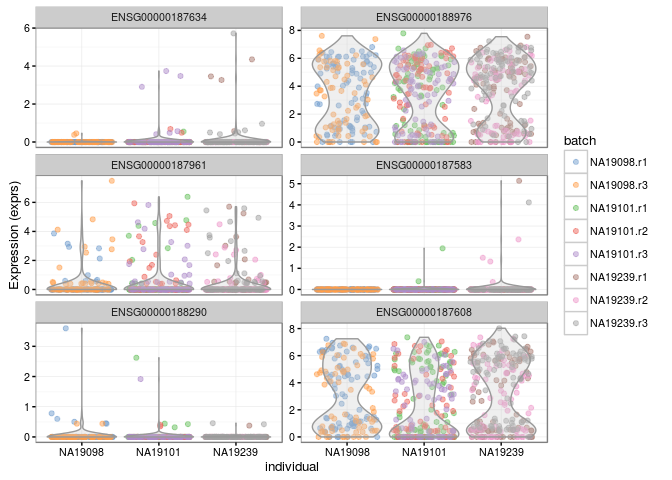 ENSG00000187634
ENSG00000188976
6
4
2
0
8
6
4
2
0
ENSG00000187961
ENSG00000187583
6
4
2
0
5
4
3
2
1
0
ENSG00000188290
ENSG00000187608
3
2
1
0
8
6
4
2
0
NA19098 NA19101 NA19239
NA19098 NA19101 NA19239
individual
Expression (exprs)
batch
NA19098.r1
NA19098.r3
NA19101.r1
NA19101.r2
NA19101.r3
NA19239.r1
NA19239.r2
NA19239.r3